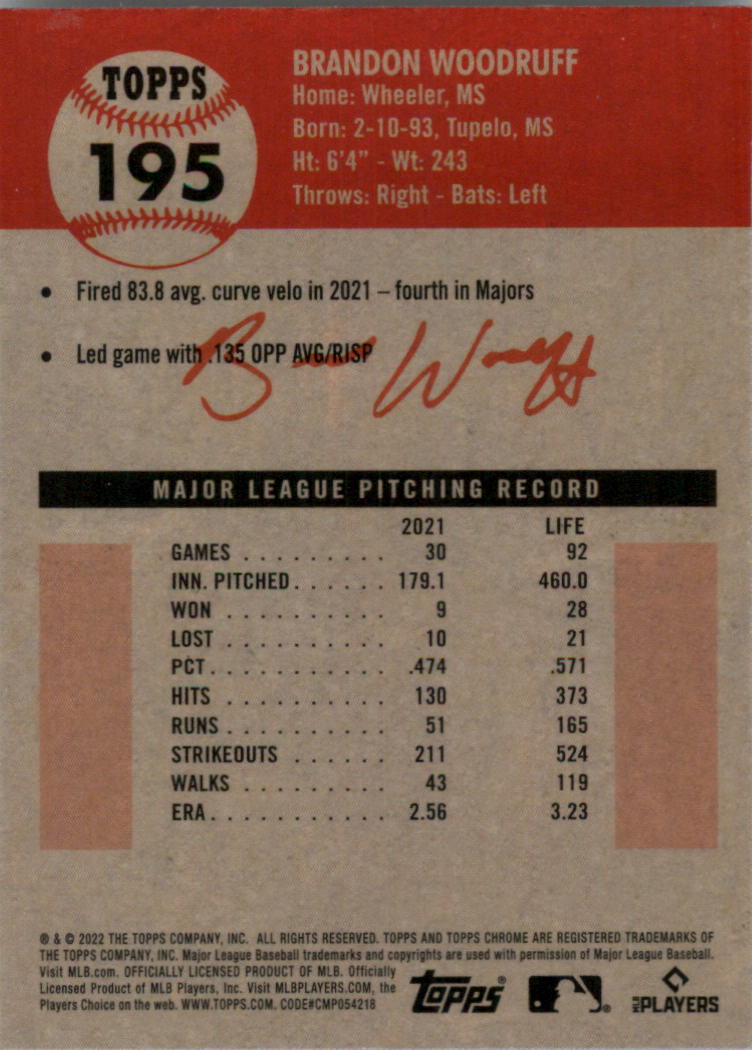 TOPPS
195
BRANDON WOODRUFF
Home: Wheeler, MS
Born: 2-10-93, Tupelo, MS
Ht: 6'4" - Wt: 243
Throws: Right - Bats: Left
• Fired 83.8 avg. curve velo in 2021 – fourth in Majors
• Led game with .135 OPP AVG/RISP
MAJOR LEAGUE PITCHING RECORD
2021 LIFE
GAMES . . . . . . . . . . 30 92
INN. PITCHED . . . . . . 179.1 460.0
WON . . . . . . . . . . 9 28
LOST . . . . . . . . . . 10 21
PCT . . . . . . . . . . . .474 .571
HITS . . . . . . . . . . 130 373
RUNS . . . . . . . . . . 51 165
STRIKEOUTS . . . . . . 211 524
WALKS . . . . . . . . . . 43 119
ERA . . . . . . . . . . . 2.56 3.23
® & © 2022 THE TOPPS COMPANY, INC. ALL RIGHTS RESERVED. TOPPS AND TOPPS CHROME ARE REGISTERED TRADEMARKS OF
THE TOPPS COMPANY, INC. Major League Baseball trademarks and copyrights are used with permission of Major League Baseball.
Visit MLB.com. OFFICIALLY LICENSED PRODUCT OF MLB. Officially
Licensed Product of MLB Players, Inc. Visit MLBPLAYERS.COM, the
Players Choice on the web. WWW.TOPPS.COM. CODE#CMP054218
Topps®
MLB PLAYERS